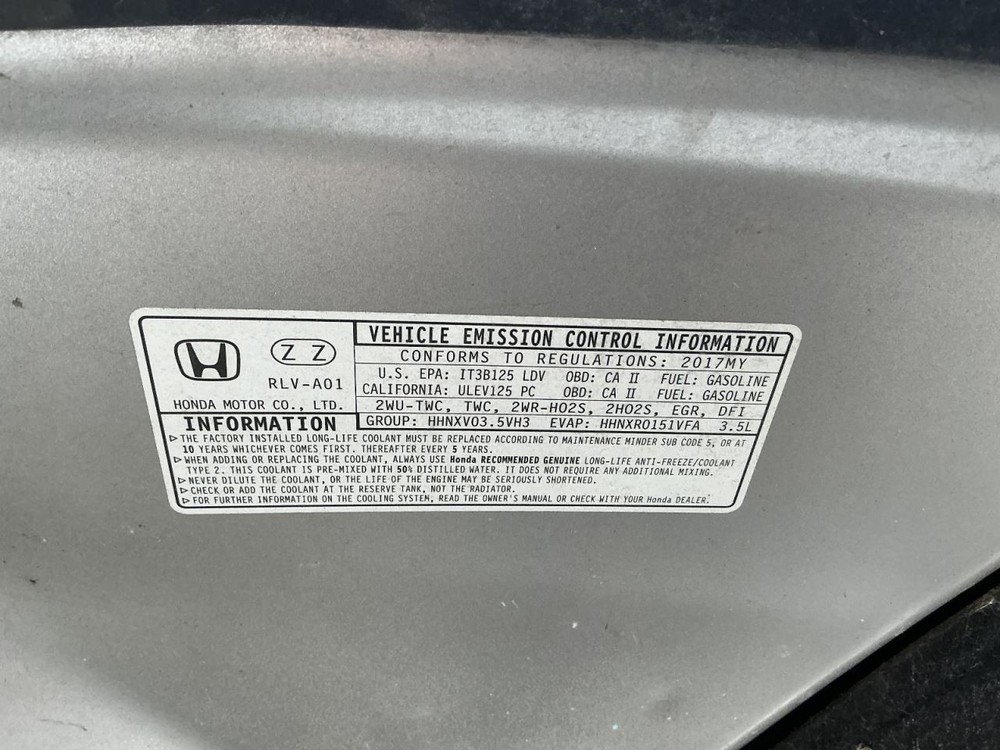 Z Z
RLV-A01
HONDA MOTOR CO., LTD.
VEHICLE EMISSION CONTROL INFORMATION
CONFORMS TO REGULATIONS: 2017MY
U.S. EPA: IT3B125 LDV OBD: CA II FUEL: GASOLINE
CALIFORNIA: ULEV125 PC OBD: CA II FUEL: GASOLINE
2WU-TWC, TWC, 2WR-HO2S, 2HO2S, EGR, DFI
GROUP: HHNXV03.5VH3 EVAP: HHNXR0151VFA 3.5L
INFORMATION
▷ THE FACTORY INSTALLED LONG-LIFE COOLANT MUST BE REPLACED ACCORDING TO MAINTENANCE MINDER SUB CODE 5, OR AT
10 YEARS WHICHEVER COMES FIRST. THEREAFTER EVERY 5 YEARS.
▷ WHEN ADDING OR REPLACING THE COOLANT, ALWAYS USE Honda RECOMMENDED GENUINE LONG-LIFE ANTI-FREEZE/COOLANT
TYPE 2. THIS COOLANT IS PRE-MIXED WITH 50% DISTILLED WATER. IT DOES NOT REQUIRE ANY ADDITIONAL MIXING.
▷ NEVER DILUTE THE COOLANT, OR THE LIFE OF THE ENGINE MAY BE SERIOUSLY SHORTENED.
▷ CHECK OR ADD THE COOLANT AT THE RESERVE TANK, NOT THE RADIATOR.
▷ FOR FURTHER INFORMATION ON THE COOLING SYSTEM, READ THE OWNER'S MANUAL OR CHECK WITH YOUR Honda DEALER.